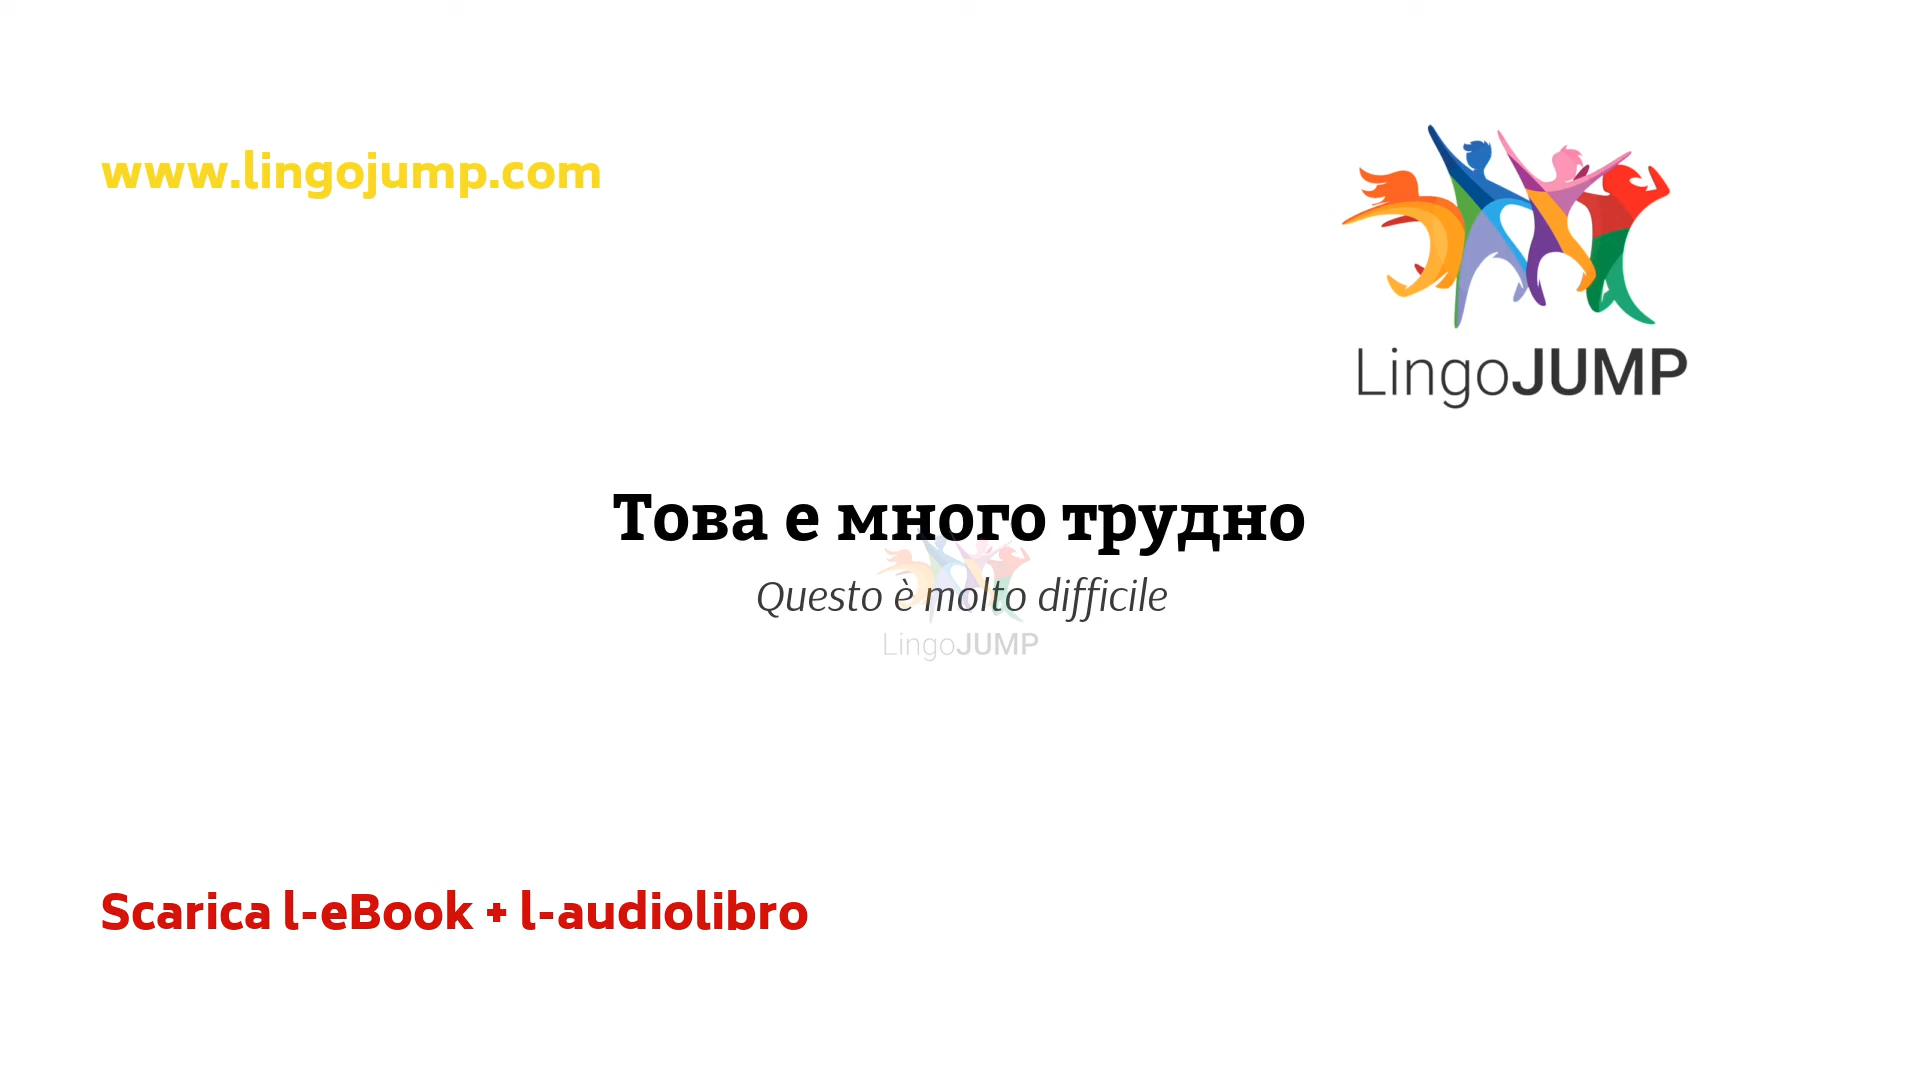 www.lingojump.com
LingoJUMP
Това е много трудно
Questo è molto difficile
LingoJUMP
Scarica l-eBook + l-audiolibro